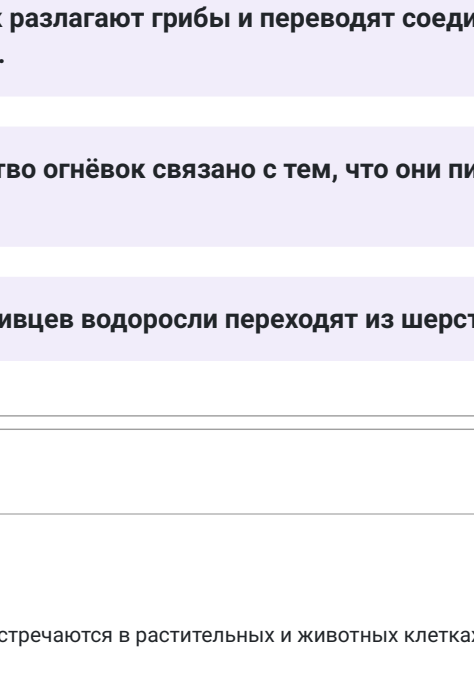 разлагают грибы и переводят соеди
.
тво огнёвок связано с тем, что они пи
ивцев водоросли переходят из шерст
стречаются в растительных и животных клетках